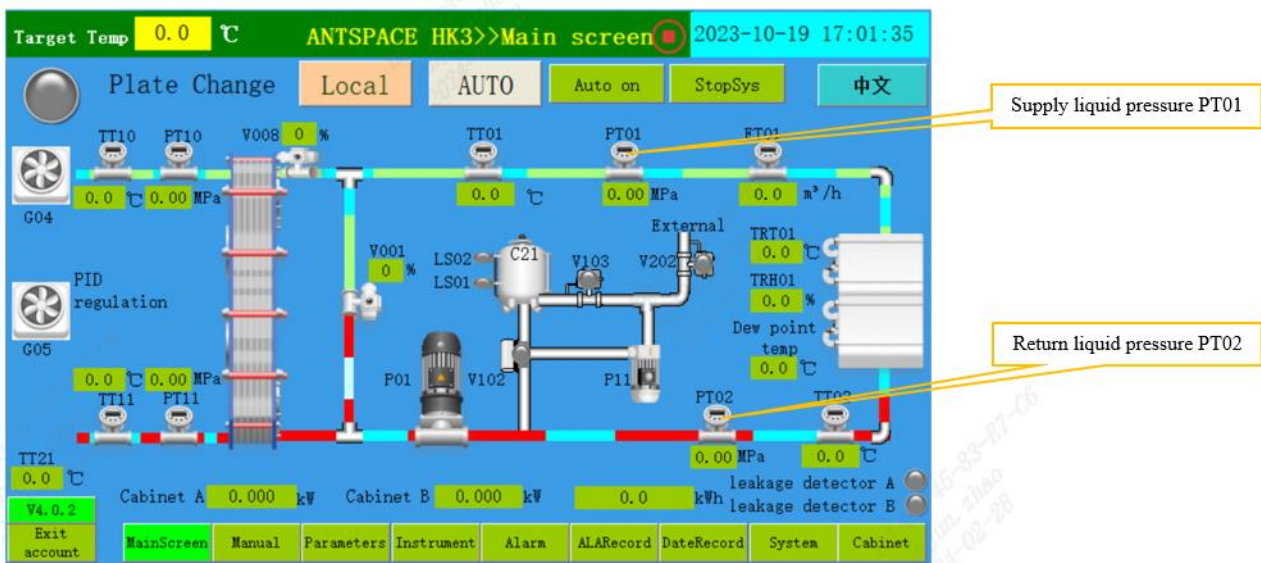 Target Temp 0.0 ℃ ANTSPACE HK3>>Main screen 2023-10-19 17:01:35
Plate Change Local AUTO Auto on StopSys 中文
Supply liquid pressure PT01
TT10 PT10 V008 0 % TT01 PT01 FT01
0.0 ℃ 0.00 MPa 0.0 ℃ 0.00 MPa 0.0 m³/h
G04
External
TRT01
0.0 ℃
V001
0 %
LS02 C21 V103 V202
LS01
TRH01
0.0 %
PID
regulation
Dew point
temp
0.0 ℃
Return liquid pressure PT02
G05
0.0 ℃ 0.00 MPa P01 V102 P11
TT11 PT11 PT02
0.00 MPa 0.0 ℃
TT21
0.0 ℃
leakage detector A
Cabinet A 0.000 kW Cabinet B 0.000 kW 0.0 kWh
leakage detector B
V4.0.2
Exit
account
MainScreen Manual Parameters Instrument Alarm ALARecord DateRecord System Cabinet